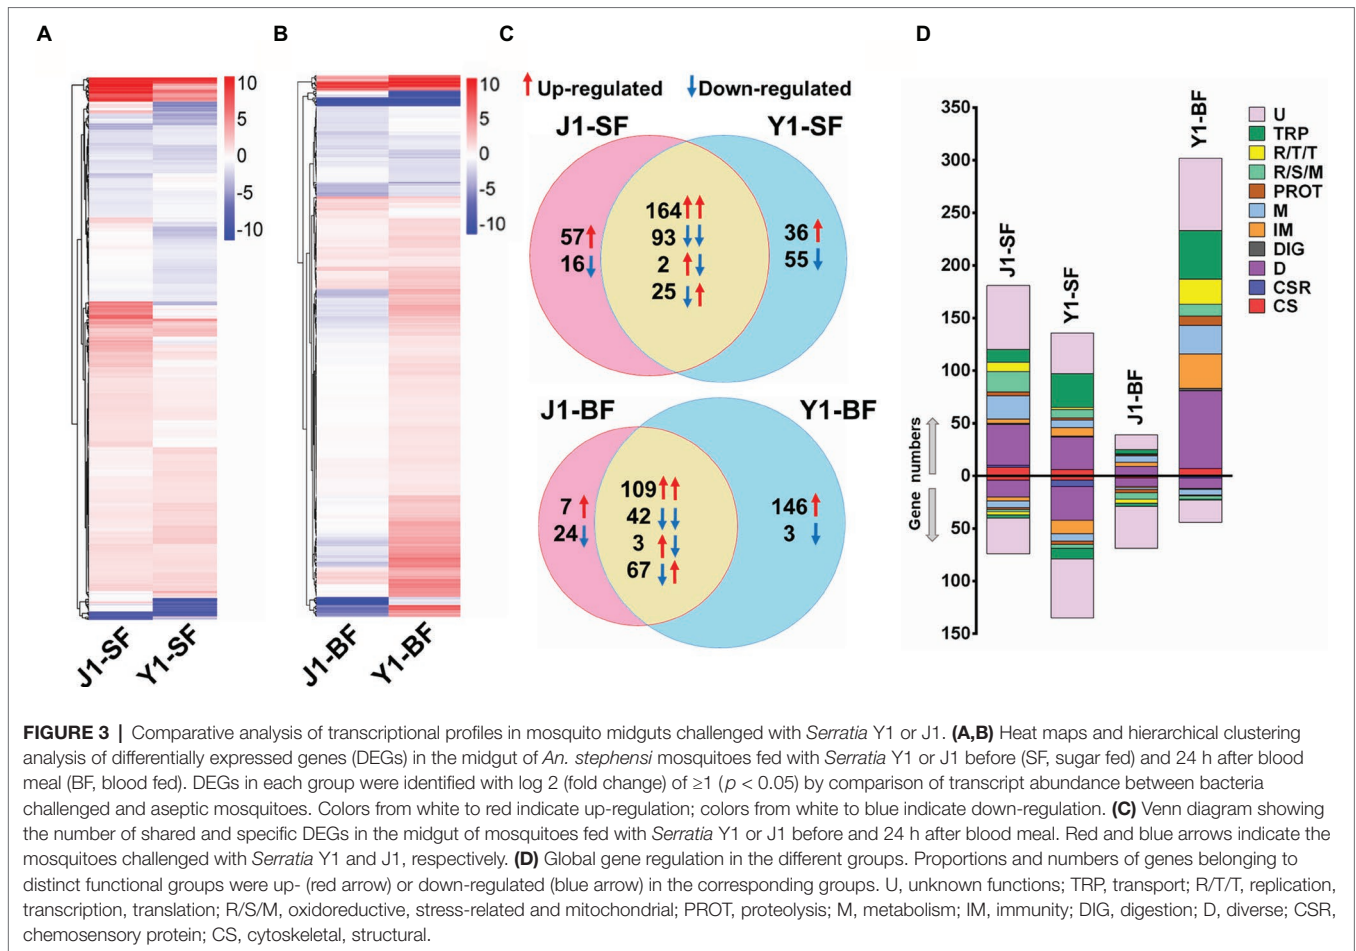 A
B
C
D
10
5
0
-5
-10
J1-SF
Y1-SF
10
5
0
-5
-10
J1-BF
Y1-BF
Up-regulated
Down-regulated
J1-SF
Y1-SF
57
16
164
93
2
25
36
55
J1-BF
Y1-BF
7
24
109
42
3
67
146
3
350
300
250
200
150
100
50
0
50
100
150
Gene numbers
J1-SF
Y1-SF
J1-BF
Y1-BF
U
TRP
R/T/T
R/S/M
PROT
M
IM
DIG
D
CSR
CS
FIGURE 3 | Comparative analysis of transcriptional profiles in mosquito midguts challenged with Serratia Y1 or J1. (A,B) Heat maps and hierarchical clustering
analysis of differentially expressed genes (DEGs) in the midgut of An. stephensi mosquitoes fed with Serratia Y1 or J1 before (SF, sugar fed) and 24 h after blood
meal (BF, blood fed). DEGs in each group were identified with log 2 (fold change) of ≥1 (p < 0.05) by comparison of transcript abundance between bacteria
challenged and aseptic mosquitoes. Colors from white to red indicate up-regulation; colors from white to blue indicate down-regulation. (C) Venn diagram showing
the number of shared and specific DEGs in the midgut of mosquitoes fed with Serratia Y1 or J1 before and 24 h after blood meal. Red and blue arrows indicate the
mosquitoes challenged with Serratia Y1 and J1, respectively. (D) Global gene regulation in the different groups. Proportions and numbers of genes belonging to
distinct functional groups were up- (red arrow) or down-regulated (blue arrow) in the corresponding groups. U, unknown functions; TRP, transport; R/T/T, replication,
transcription, translation; R/S/M, oxidoreductive, stress-related and mitochondrial; PROT, proteolysis; M, metabolism; IM, immunity; DIG, digestion; D, diverse; CSR,
chemosensory protein; CS, cytoskeletal, structural.